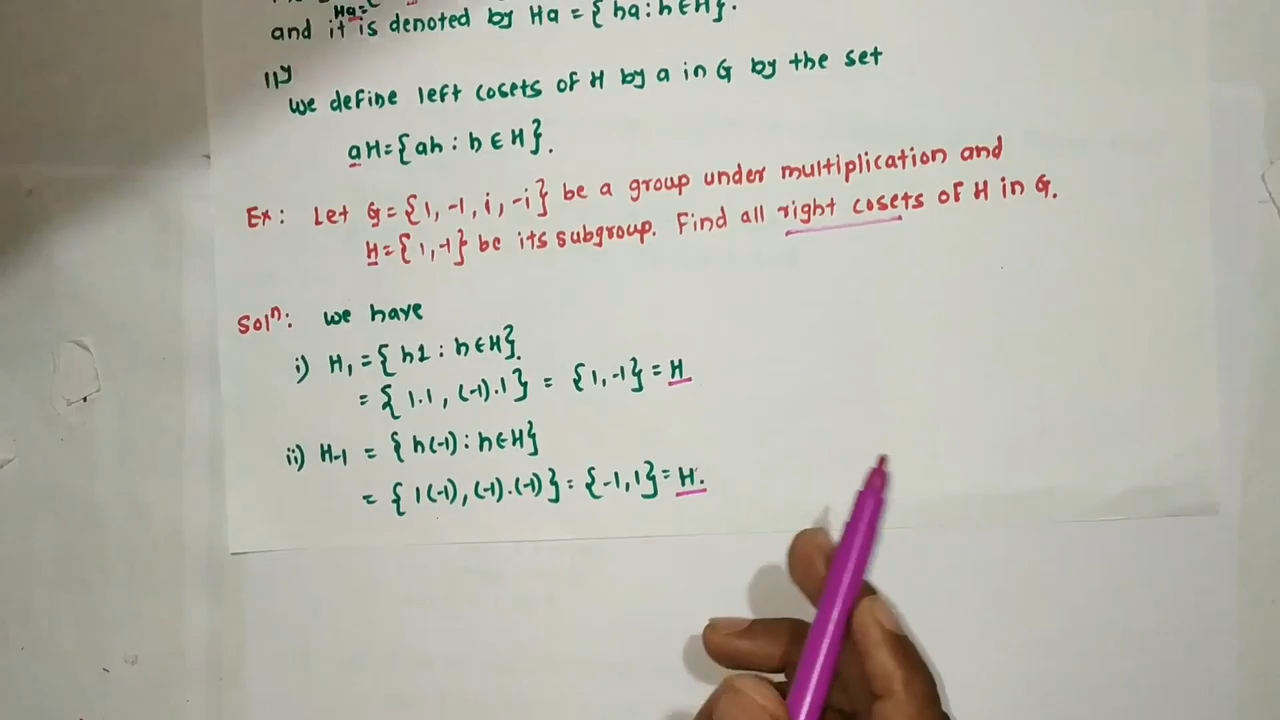 Ha=
and it is denoted by Ha = { ha : h ∈ H }.
|||y
we define left cosets of H by a in G by the set
aH = { ah : h ∈ H }.
Ex: Let G = {1, -1, i, -i} be a group under multiplication and
H = {1, -1} be its subgroup. Find all right cosets of H in G.
Solⁿ: we have
i) H₁ = { h1 : h ∈ H }.
= { 1.1, (-1).1 } = {1, -1} = H
ii) H-1 = { h(-1) : h ∈ H }
= { 1(-1), (-1).(-1) } = {-1, 1} = H.